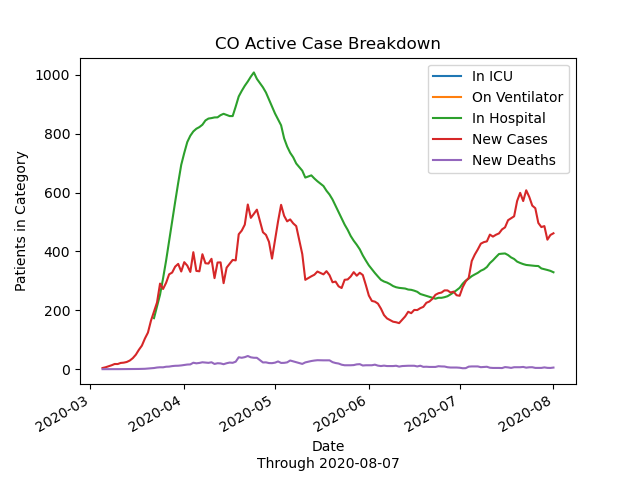 CO Active Case Breakdown
In ICU
On Ventilator
In Hospital
New Cases
New Deaths
Patients in Category
1000
800
600
400
200
0
2020-03
2020-04
2020-05
2020-06
2020-07
2020-08
Date
Through 2020-08-07